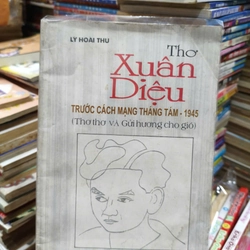 LÝ HOÀI THU
Thơ
Xuân
Diệu
TRƯỚC CÁCH MẠNG THÁNG TÁM - 1945
(Thơ thơ VÀ Gửi hương cho gió)